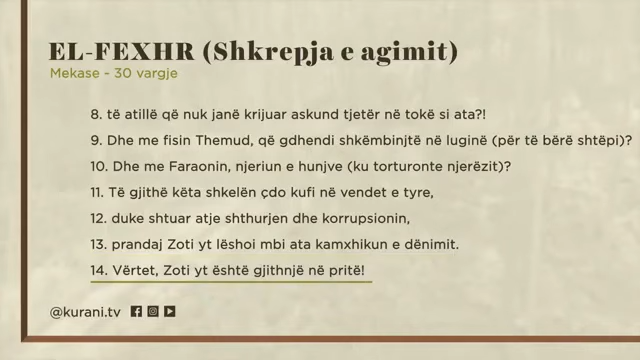 EL-FEXHR (Shkrepja e agimit)
Mekase - 30 vargje
8. të atillë që nuk janë krijuar askund tjetër në tokë si ata?!
9. Dhe me fisin Themud, që gdhendi shkëmbinjtë në luginë (për të bërë shtëpi)?
10. Dhe me Faraonin, njeriun e hunjve (ku torturonte njerëzit)?
11. Të gjithë këta shkelën çdo kufi në vendet e tyre,
12. duke shtuar atje shthurjen dhe korrupsionin,
13. prandaj Zoti yt lëshoi mbi ata kamxhikun e dënimit.
14. Vërtet, Zoti yt është gjithnjë në pritë!
@kurani.tv